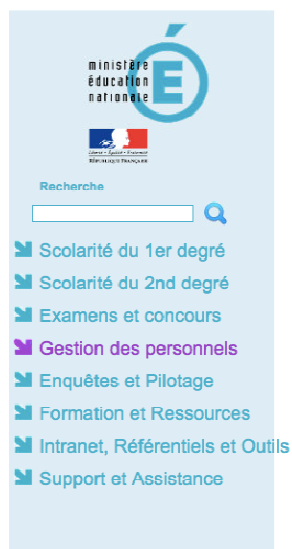 ministère
éducation
nationale
É
Liberté • Égalité • Fraternité
RÉPUBLIQUE FRANÇAISE
Recherche
Scolarité du 1er degré
Scolarité du 2nd degré
Examens et concours
Gestion des personnels
Enquêtes et Pilotage
Formation et Ressources
Intranet, Référentiels et Outils
Support et Assistance